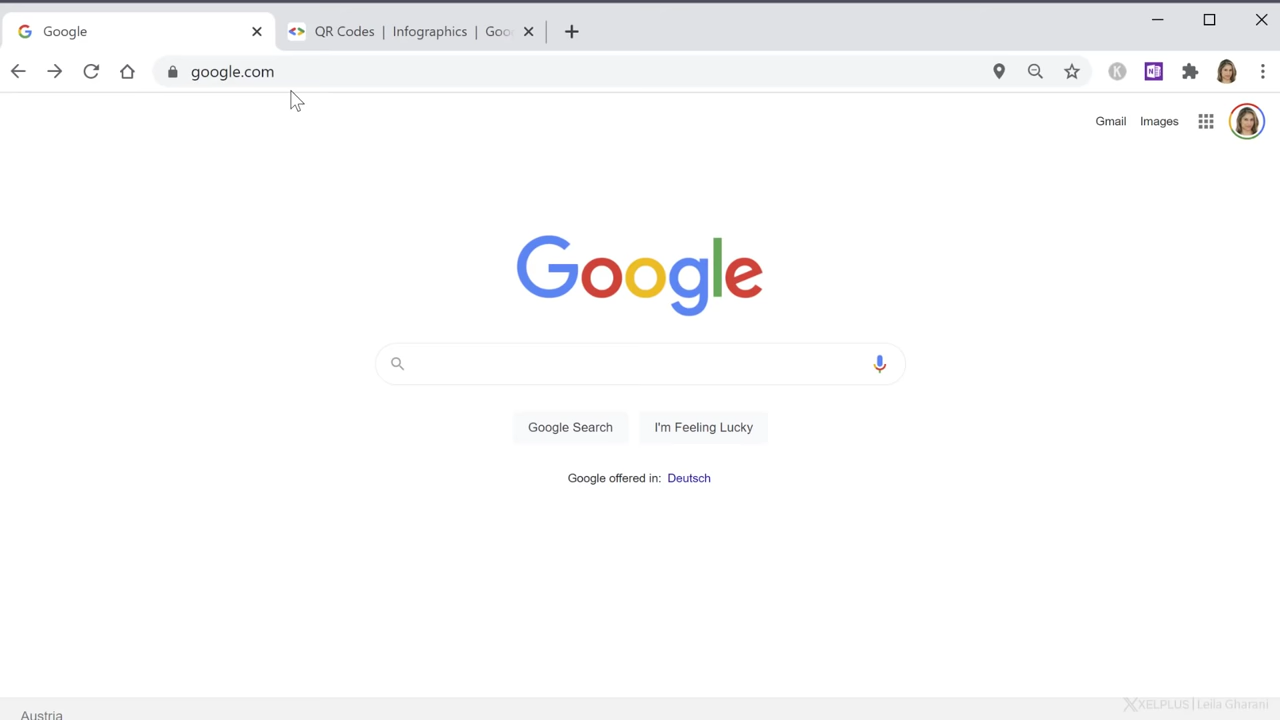 Google
QR Codes | Infographics | Goo
google.com
Gmail Images
Google
Google Search I'm Feeling Lucky
Google offered in: Deutsch
Austria
XELPLUS | Leila Gharani